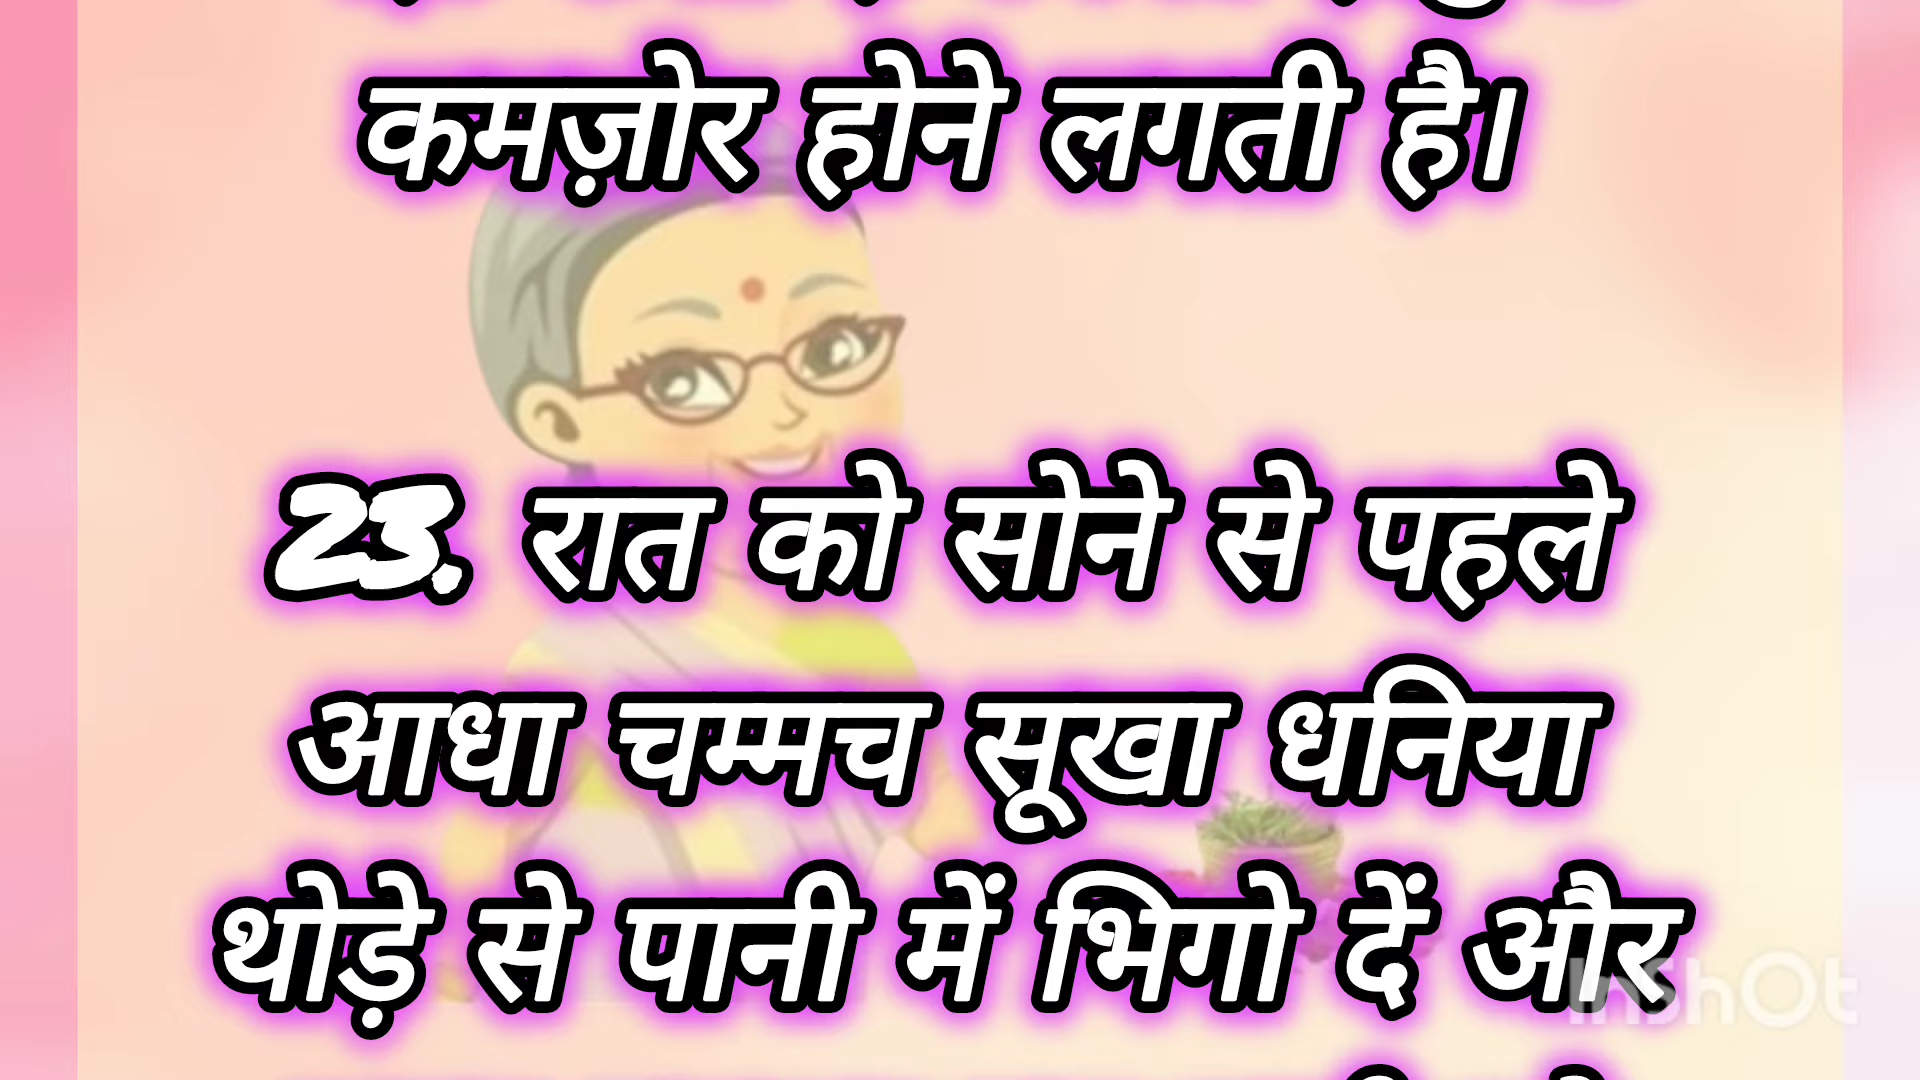 कमज़ोर होने लगती है।
23. रात को सोने से पहले
आधा चम्मच सूखा धनिया
थोड़े से पानी में भिगो दें और
InShOt